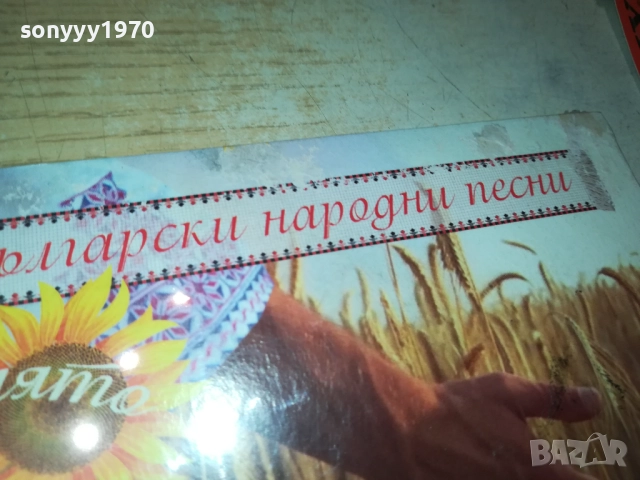 sonyyy1970
ългарски народни песни
ято
BAZAR